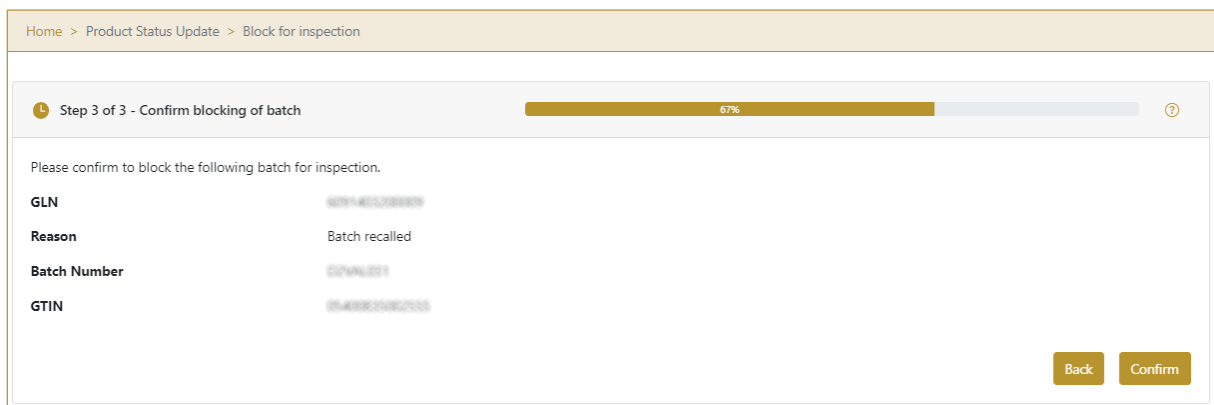 Home > Product Status Update > Block for inspection
Step 3 of 3 - Confirm blocking of batch 67%
Please confirm to block the following batch for inspection.
GLN
Reason Batch recalled
Batch Number
GTIN
Back Confirm